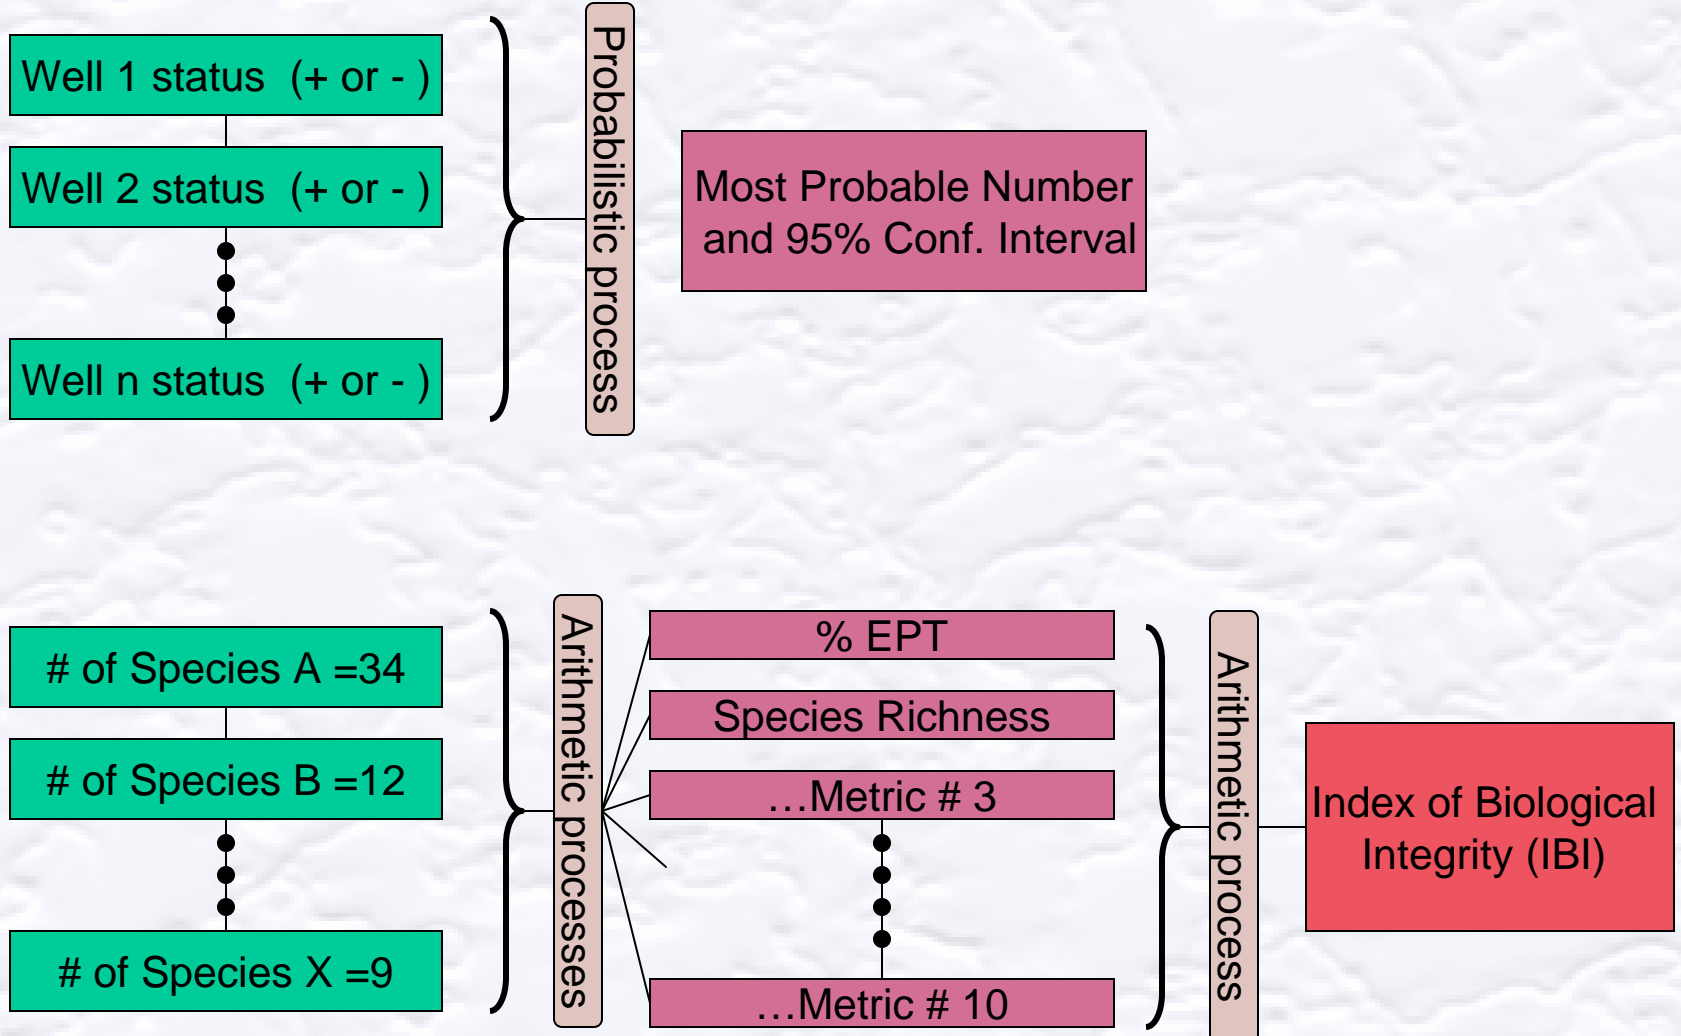 Well 1 status (+ or - )
Well 2 status (+ or - )
Well n status (+ or - )
Probabilistic process
Most Probable Number
and 95% Conf. Interval
# of Species A =34
# of Species B =12
# of Species X =9
Arithmetic processes
% EPT
Species Richness
…Metric # 3
…Metric # 10
Arithmetic process
Index of Biological
Integrity (IBI)